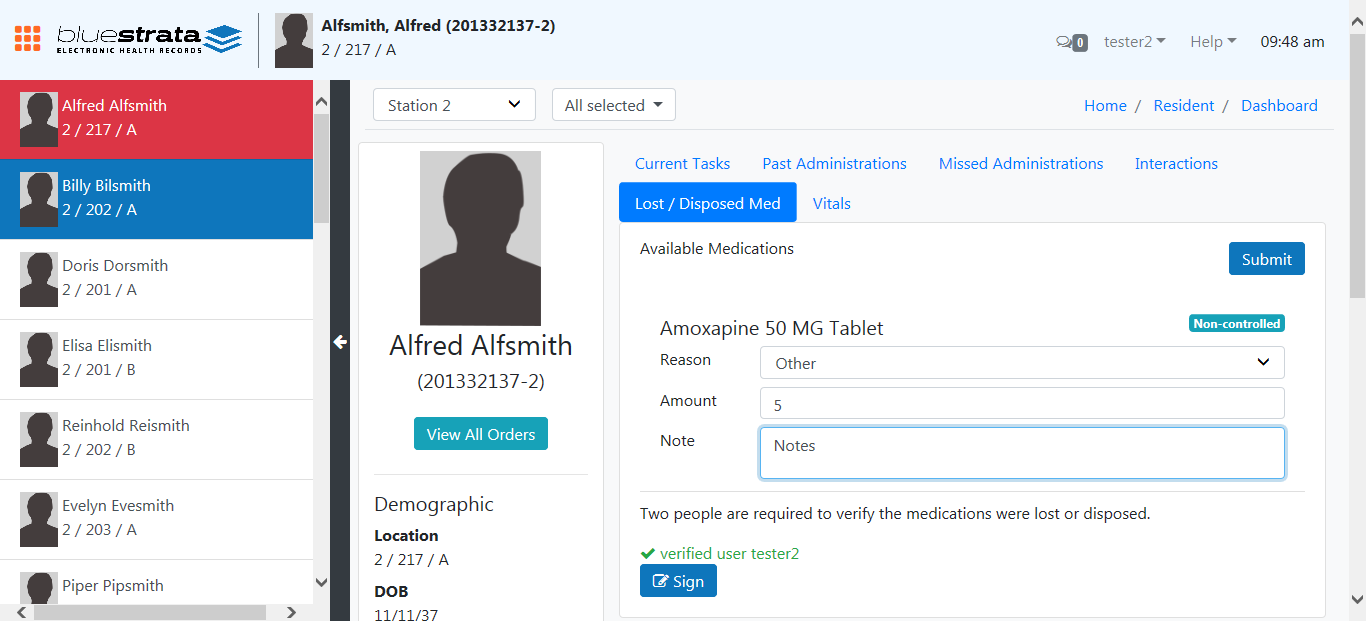 bluestrata
ELECTRONIC HEALTH RECORDS
Alfsmith, Alfred (201332137-2)
2 / 217 / A
0
tester2
Help
09:48 am
Alfred Alfsmith
2 / 217 / A
Billy Bilsmith
2 / 202 / A
Doris Dorsmith
2 / 201 / A
Elisa Elismith
2 / 201 / B
Reinhold Reismith
2 / 202 / B
Evelyn Evesmith
2 / 203 / A
Piper Pipsmith
Station 2
All selected
Home / Resident / Dashboard
Alfred Alfsmith
(201332137-2)
View All Orders
Demographic
Location
2 / 217 / A
DOB
11/11/37
Current Tasks
Past Administrations
Missed Administrations
Interactions
Lost / Disposed Med
Vitals
Available Medications
Submit
Amoxapine 50 MG Tablet
Non-controlled
Reason
Other
Amount
5
Note
Notes
Two people are required to verify the medications were lost or disposed.
verified user tester2
Sign